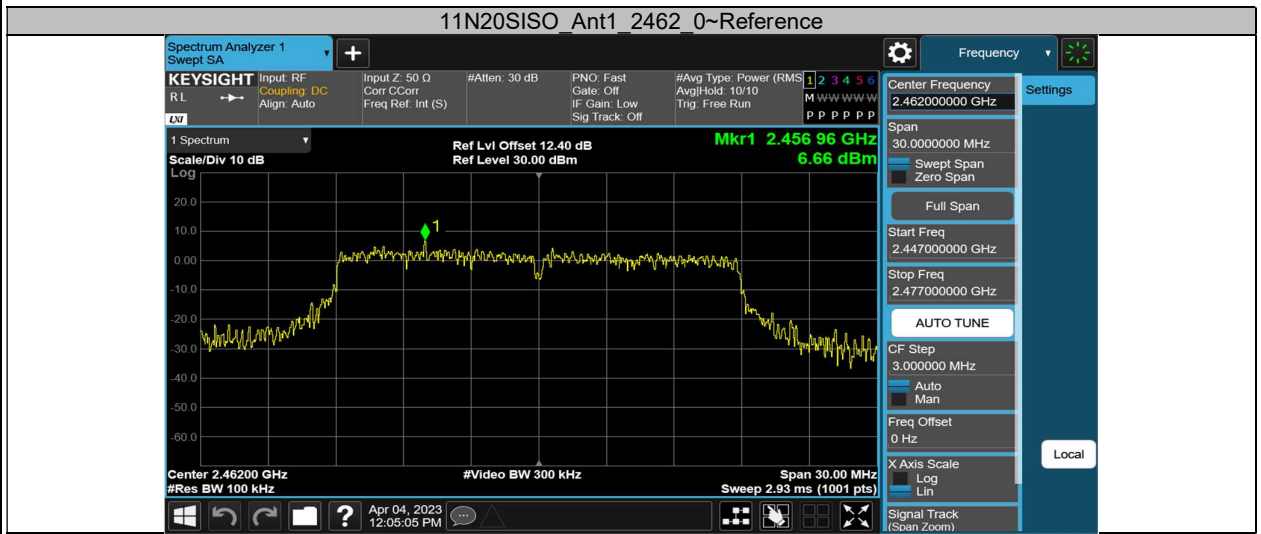 11N20SISO_Ant1_2462_0~Reference
Spectrum Analyzer 1
Swept SA
+
Frequency
KEYSIGHT
R L
LXI
Input: RF
Coupling: DC
Align: Auto
Input Z: 50 Ω
Corr CCorr
Freq Ref: Int (S)
#Atten: 30 dB
PNO: Fast
Gate: Off
IF Gain: Low
Sig Track: Off
#Avg Type: Power (RMS
Avg|Hold: 10/10
Trig: Free Run
1 2 3 4 5 6
M W W W W W
P P P P P P
1 Spectrum
Scale/Div 10 dB
Log
Ref Lvl Offset 12.40 dB
Ref Level 30.00 dBm
Mkr1 2.456 96 GHz
6.66 dBm
20.0
10.0
0.00
-10.0
-20.0
-30.0
-40.0
-50.0
-60.0
1
Center 2.46200 GHz
#Res BW 100 kHz
#Video BW 300 kHz
Span 30.00 MHz
Sweep 2.93 ms (1001 pts)
Center Frequency
2.462000000 GHz
Span
30.0000000 MHz
Swept Span
Zero Span
Full Span
Start Freq
2.447000000 GHz
Stop Freq
2.477000000 GHz
AUTO TUNE
CF Step
3.000000 MHz
Auto
Man
Freq Offset
0 Hz
X Axis Scale
Log
Lin
Signal Track
(Span Zoom)
Settings
Local
?
Apr 04, 2023
12:05:05 PM